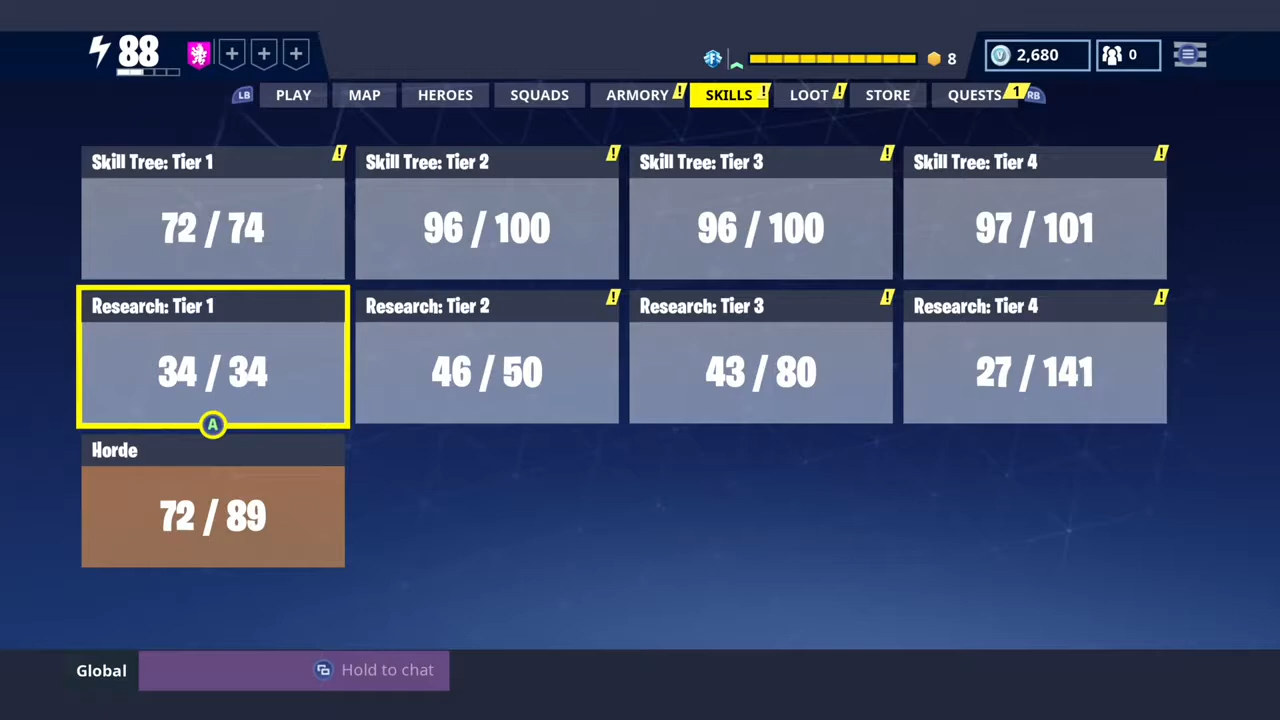 88
+ + +
8
2,680
0
LB PLAY MAP HEROES SQUADS ARMORY ! SKILLS ! LOOT ! STORE QUESTS 1 RB
Skill Tree: Tier 1 !
72 / 74
Skill Tree: Tier 2 !
96 / 100
Skill Tree: Tier 3 !
96 / 100
Skill Tree: Tier 4 !
97 / 101
Research: Tier 1
34 / 34
A
Research: Tier 2 !
46 / 50
Research: Tier 3 !
43 / 80
Research: Tier 4 !
27 / 141
Horde
72 / 89
Global
Hold to chat